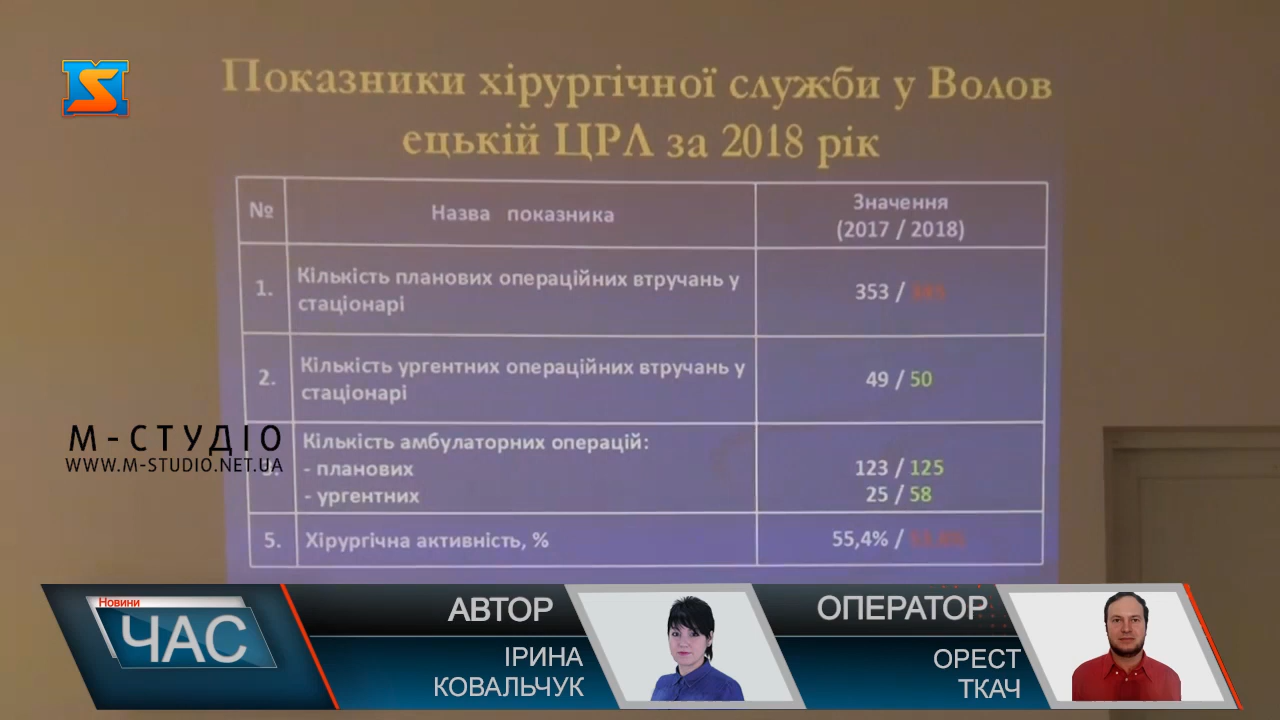 Показники хірургічної служби у Волов
ецькій ЦРЛ за 2018 рік
№ Назва показника Значення
(2017 / 2018)
1. Кількість планових операційних втручань у
стаціонарі
353 /
2. Кількість ургентних операційних втручань у
стаціонарі
49 / 50
Кількість амбулаторних операцій:
- планових 123 / 125
- ургентних 25 / 58
5. Хірургічна активність, % 55,4% /
М-СТУДІО
WWW.M-STUDIO.NET.UA
Новини
ЧАС
АВТОР
ІРИНА
КОВАЛЬЧУК
ОПЕРАТОР
ОРЕСТ
ТКАЧ